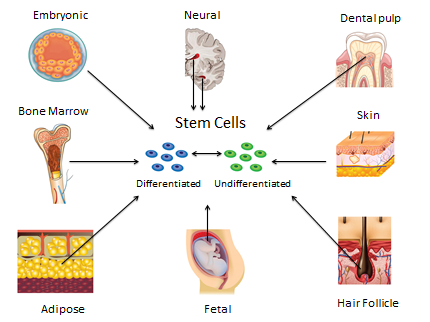 Embryonic
Neural
Dental pulp
Bone Marrow
Stem Cells
Skin
Differentiated
Undifferentiated
Adipose
Fetal
Hair Follicle